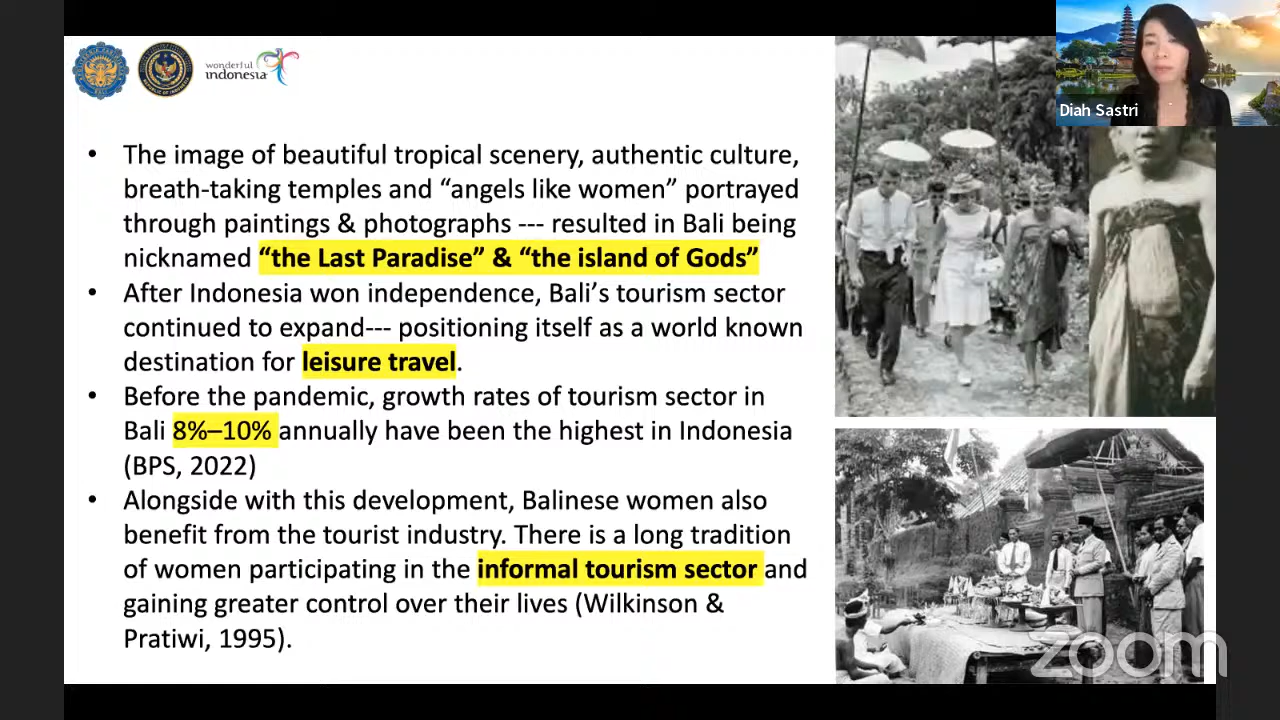 wonderful
indonesia
Diah Sastri
• The image of beautiful tropical scenery, authentic culture,
breath-taking temples and “angels like women” portrayed
through paintings & photographs --- resulted in Bali being
nicknamed “the Last Paradise” & “the island of Gods”
• After Indonesia won independence, Bali’s tourism sector
continued to expand--- positioning itself as a world known
destination for leisure travel.
• Before the pandemic, growth rates of tourism sector in
Bali 8%–10% annually have been the highest in Indonesia
(BPS, 2022)
• Alongside with this development, Balinese women also
benefit from the tourist industry. There is a long tradition
of women participating in the informal tourism sector and
gaining greater control over their lives (Wilkinson &
Pratiwi, 1995).
zoom